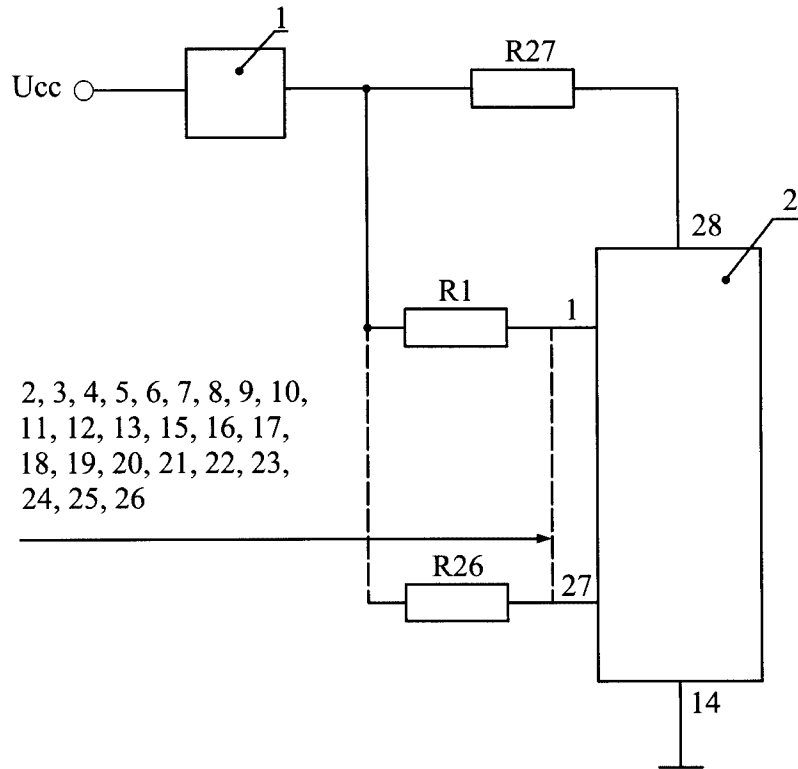 1
Ucc
R27
2
28
R1
1
2, 3, 4, 5, 6, 7, 8, 9, 10,
11, 12, 13, 15, 16, 17,
18, 19, 20, 21, 22, 23,
24, 25, 26
R26
27
14